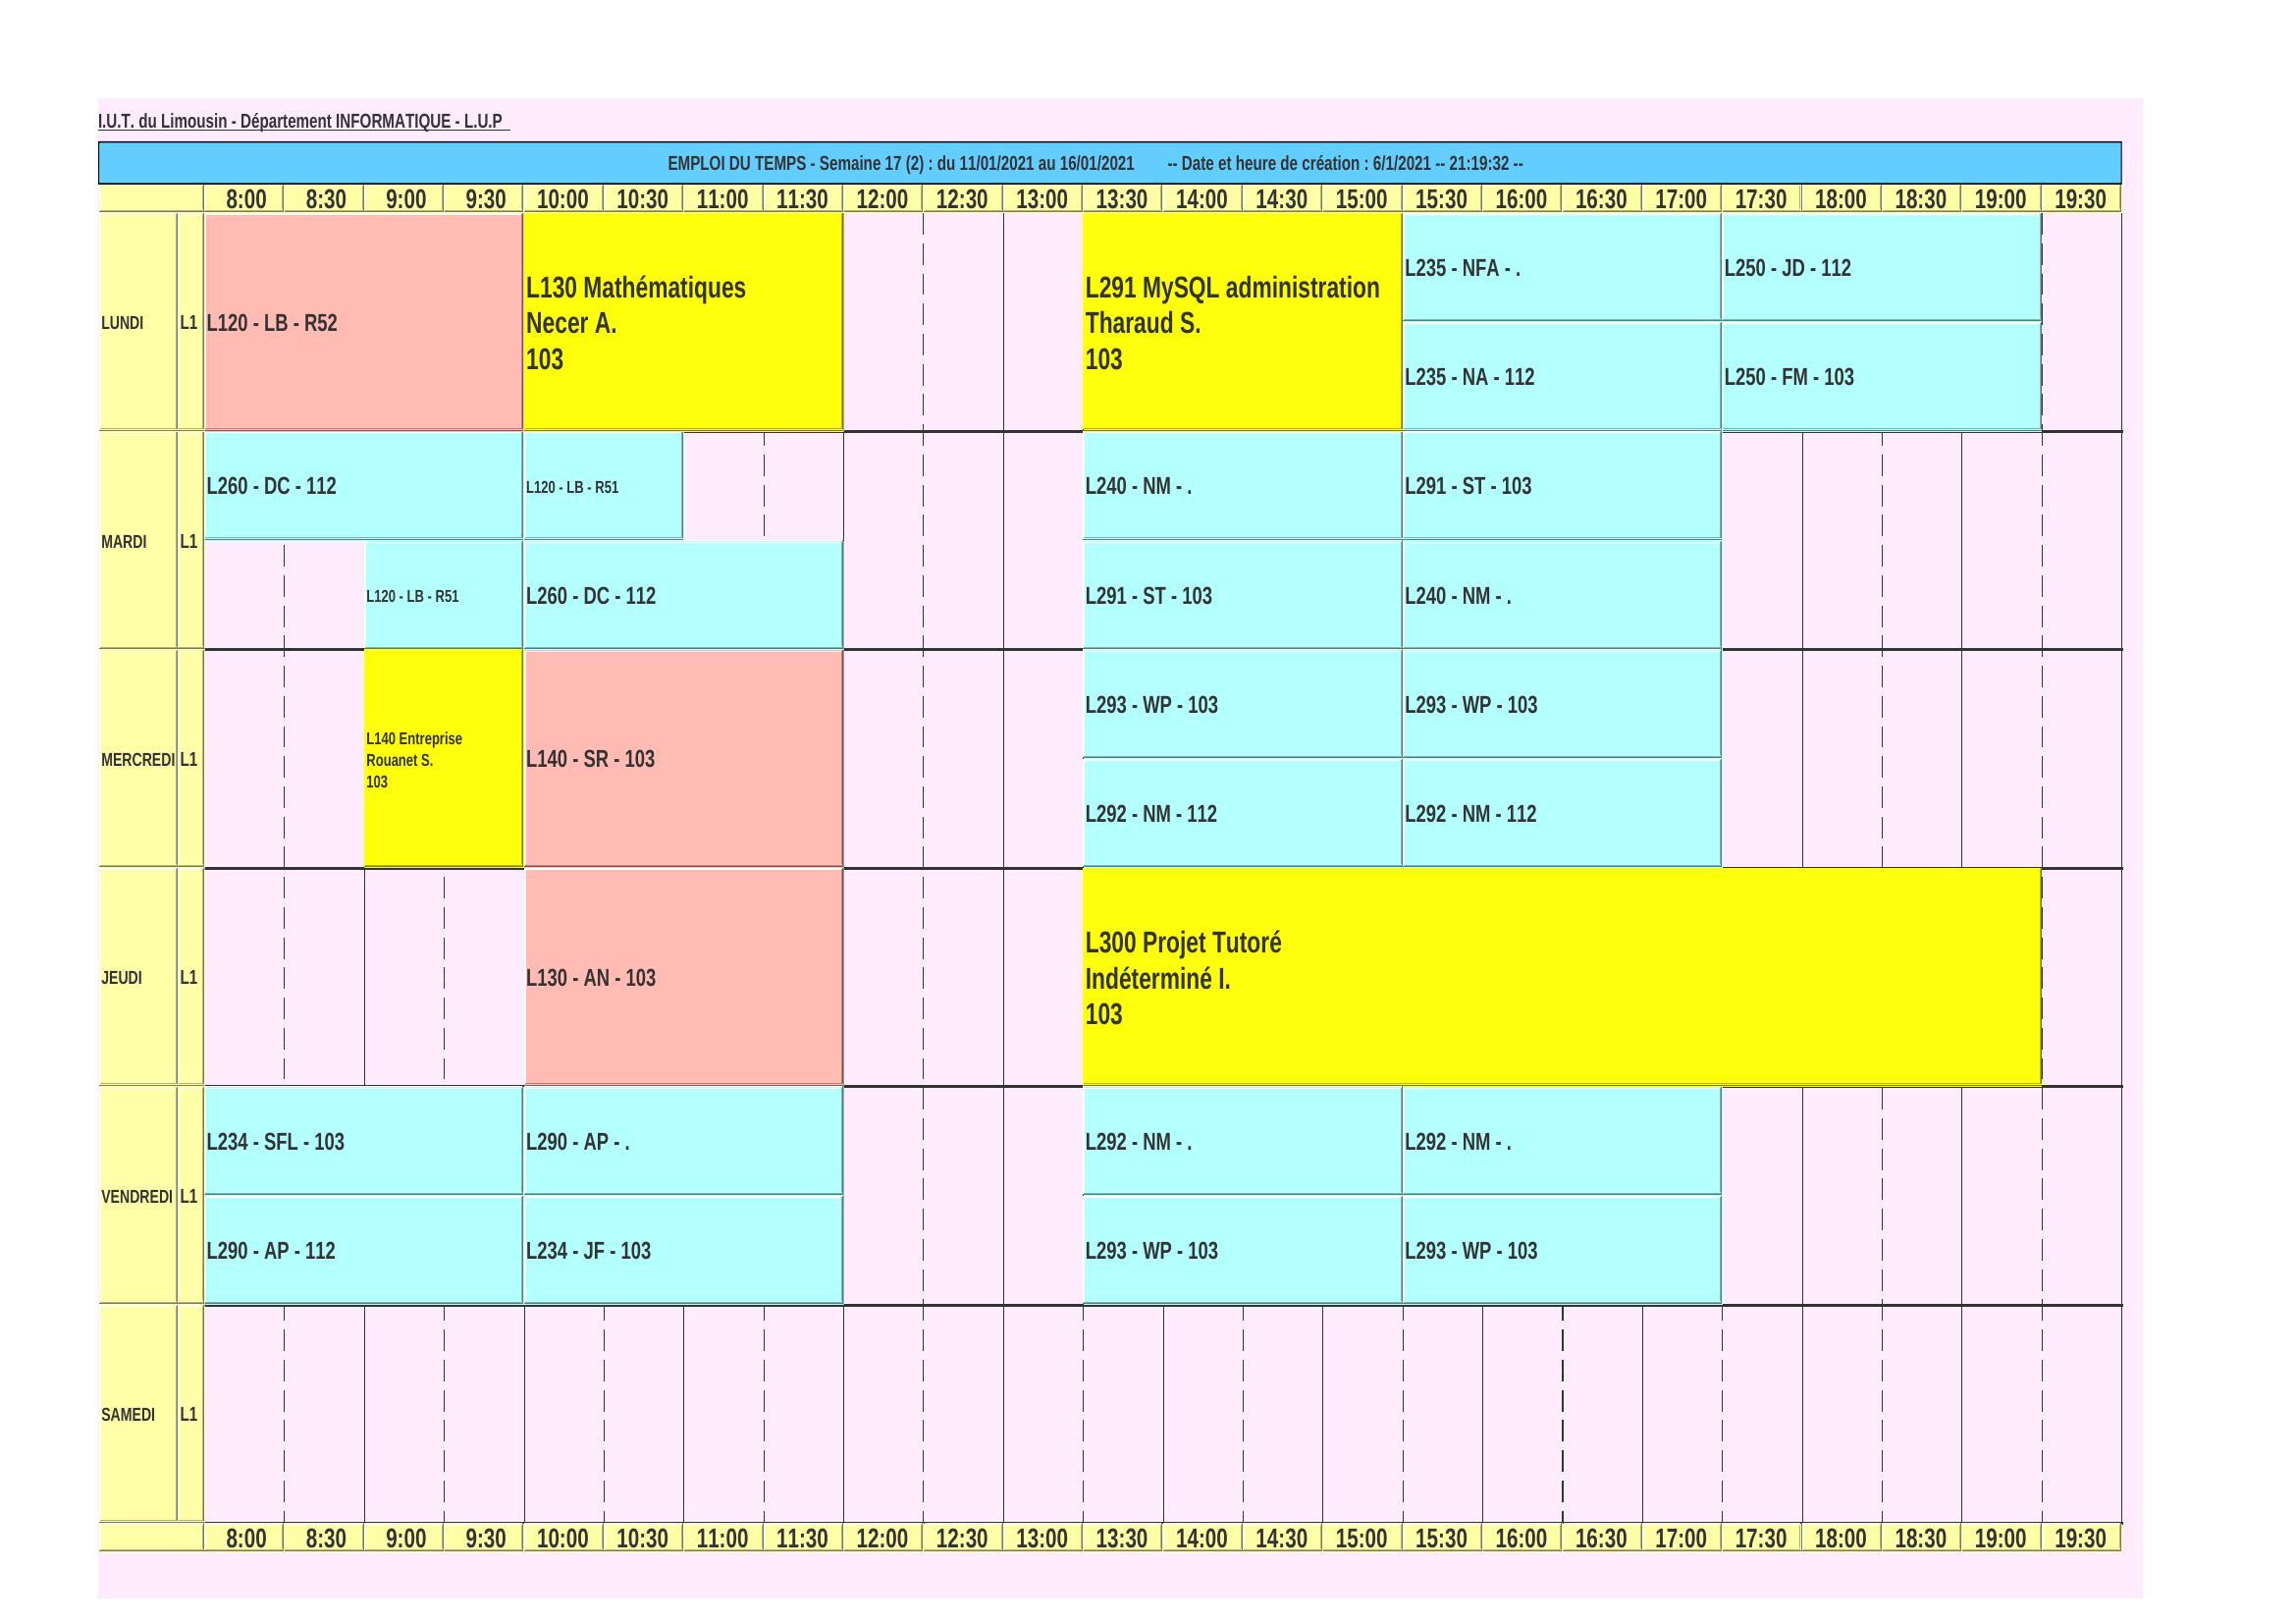 I.U.T. du Limousin - Département INFORMATIQUE - L.U.P
EMPLOI DU TEMPS - Semaine 17 (2) : du 11/01/2021 au 16/01/2021 -- Date et heure de création : 6/1/2021 -- 21:19:32 --
8:00 8:30 9:00 9:30 10:00 10:30 11:00 11:30 12:00 12:30 13:00 13:30 14:00 14:30 15:00 15:30 16:00 16:30 17:00 17:30 18:00 18:30 19:00 19:30
LUNDI L1
L120 - LB - R52
L130 Mathématiques
Necer A.
103
L291 MySQL administration
Tharaud S.
103
L235 - NFA - .
L250 - JD - 112
L235 - NA - 112
L250 - FM - 103
MARDI L1
L260 - DC - 112
L120 - LB - R51
L240 - NM - .
L291 - ST - 103
L120 - LB - R51
L260 - DC - 112
L291 - ST - 103
L240 - NM - .
MERCREDI L1
L140 Entreprise
Rouanet S.
103
L140 - SR - 103
L293 - WP - 103
L293 - WP - 103
L292 - NM - 112
L292 - NM - 112
JEUDI L1
L130 - AN - 103
L300 Projet Tutoré
Indéterminé I.
103
VENDREDI L1
L234 - SFL - 103
L290 - AP - .
L292 - NM - .
L292 - NM - .
L290 - AP - 112
L234 - JF - 103
L293 - WP - 103
L293 - WP - 103
SAMEDI L1
8:00 8:30 9:00 9:30 10:00 10:30 11:00 11:30 12:00 12:30 13:00 13:30 14:00 14:30 15:00 15:30 16:00 16:30 17:00 17:30 18:00 18:30 19:00 19:30